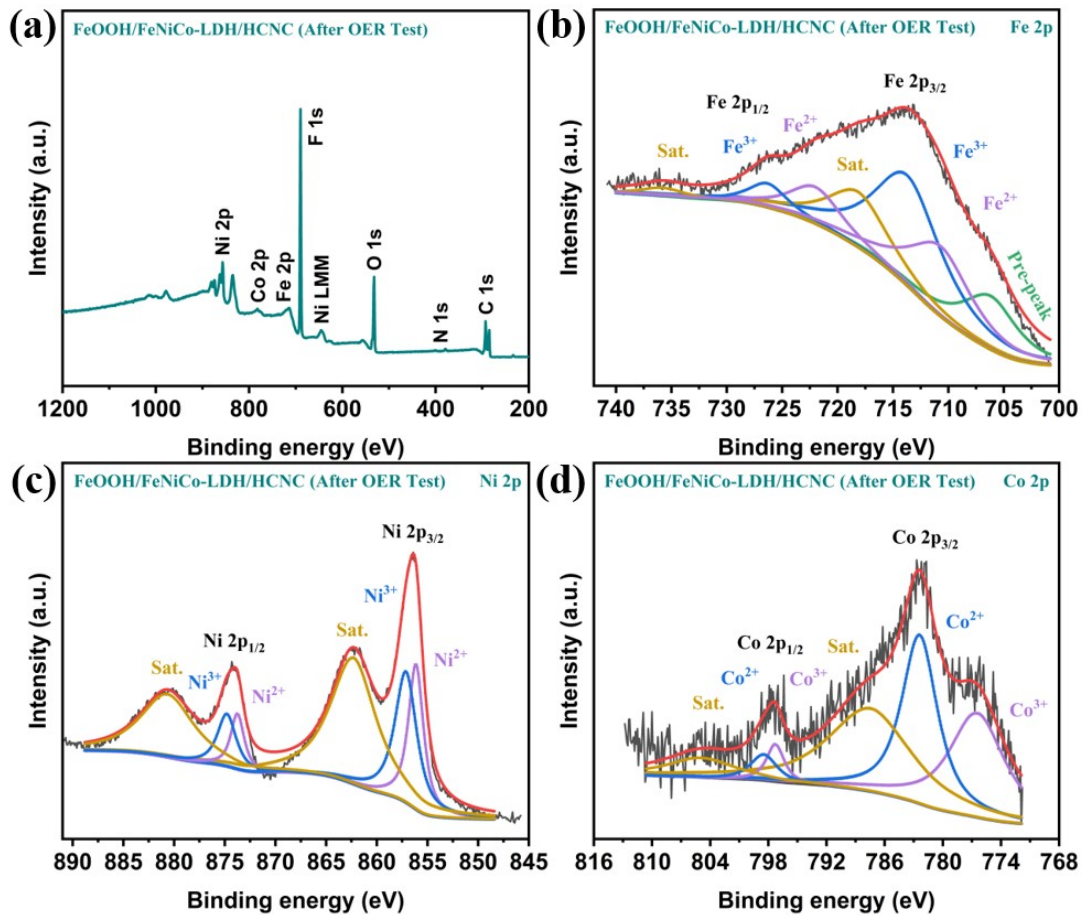 (a)
FeOOH/FeNiCo-LDH/HCNC (After OER Test)
Intensity (a.u.)
Ni 2p
Co 2p
Fe 2p
F 1s
Ni LMM
O 1s
N 1s
C 1s
1200 1000 800 600 400 200
Binding energy (eV)
(b)
FeOOH/FeNiCo-LDH/HCNC (After OER Test) Fe 2p
Intensity (a.u.)
Fe 2p3/2
Fe 2p1/2
Fe2+
Fe3+
Fe3+
Sat.
Sat.
Fe2+
Pre-peak
740 735 730 725 720 715 710 705 700
Binding energy (eV)
(c)
FeOOH/FeNiCo-LDH/HCNC (After OER Test) Ni 2p
Intensity (a.u.)
Ni 2p3/2
Ni3+
Sat.
Ni 2p1/2
Sat.
Ni3+
Ni2+
Ni2+
890 885 880 875 870 865 860 855 850 845
Binding energy (eV)
(d)
FeOOH/FeNiCo-LDH/HCNC (After OER Test) Co 2p
Intensity (a.u.)
Co 2p3/2
Co2+
Co 2p1/2
Sat.
Co2+
Co3+
Sat.
Co3+
816 810 804 798 792 786 780 774 768
Binding energy (eV)